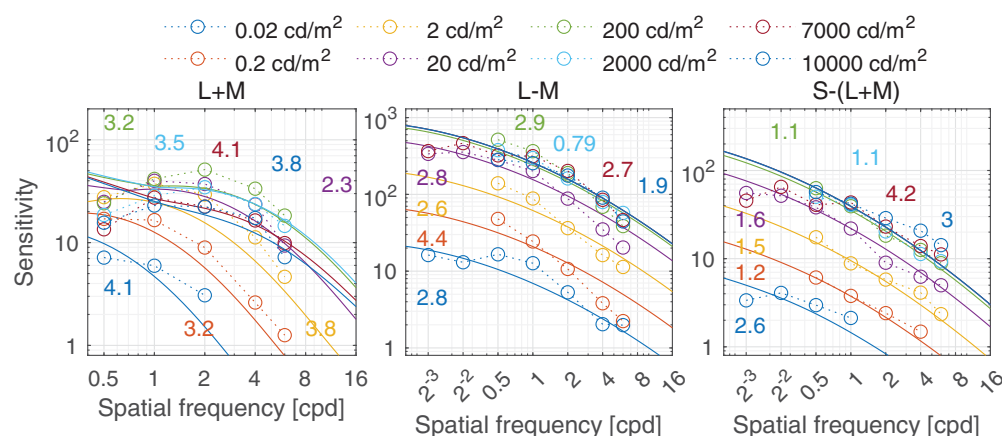 0.02 cd/m² 2 cd/m² 200 cd/m² 7000 cd/m²
0.2 cd/m² 20 cd/m² 2000 cd/m² 10000 cd/m²
L+M
Sensitivity
10²
10
1
3.2
3.5
4.1
3.8
2.3
4.1
3.2
3.8
0.5 1 2 4 8 16
Spatial frequency [cpd]
L-M
10³
10²
10
1
2.9
0.79
2.7
1.9
2.8
2.6
4.4
2.8
2⁻³ 2⁻² 0.5 1 2 4 8 16
Spatial frequency [cpd]
S-(L+M)
10²
10
1
1.1
1.1
4.2
3
1.6
1.5
1.2
2.6
2⁻³ 2⁻² 0.5 1 2 4 8 16
Spatial frequency [cpd]